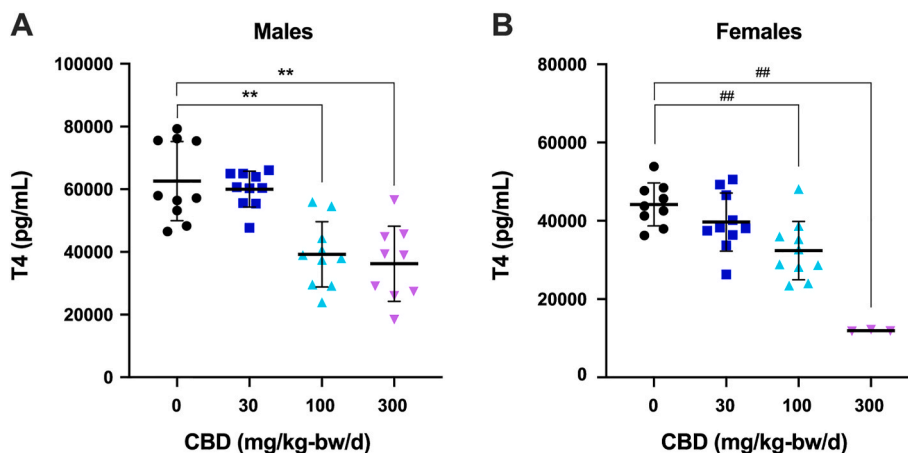 A
Males
100000
80000
60000
40000
20000
0
T4 (pg/mL)
**
**
0 30 100 300
CBD (mg/kg-bw/d)
B
Females
80000
60000
40000
20000
0
T4 (pg/mL)
##
##
0 30 100 300
CBD (mg/kg-bw/d)